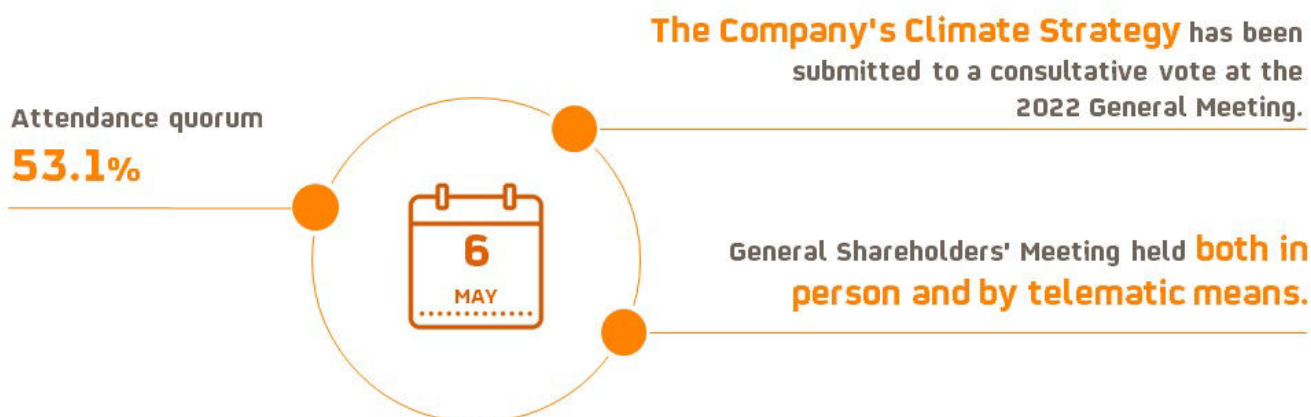 Attendance quorum
53.1%
The Company's Climate Strategy has been
submitted to a consultative vote at the
2022 General Meeting.
6
MAY
General Shareholders' Meeting held both in
person and by telematic means.